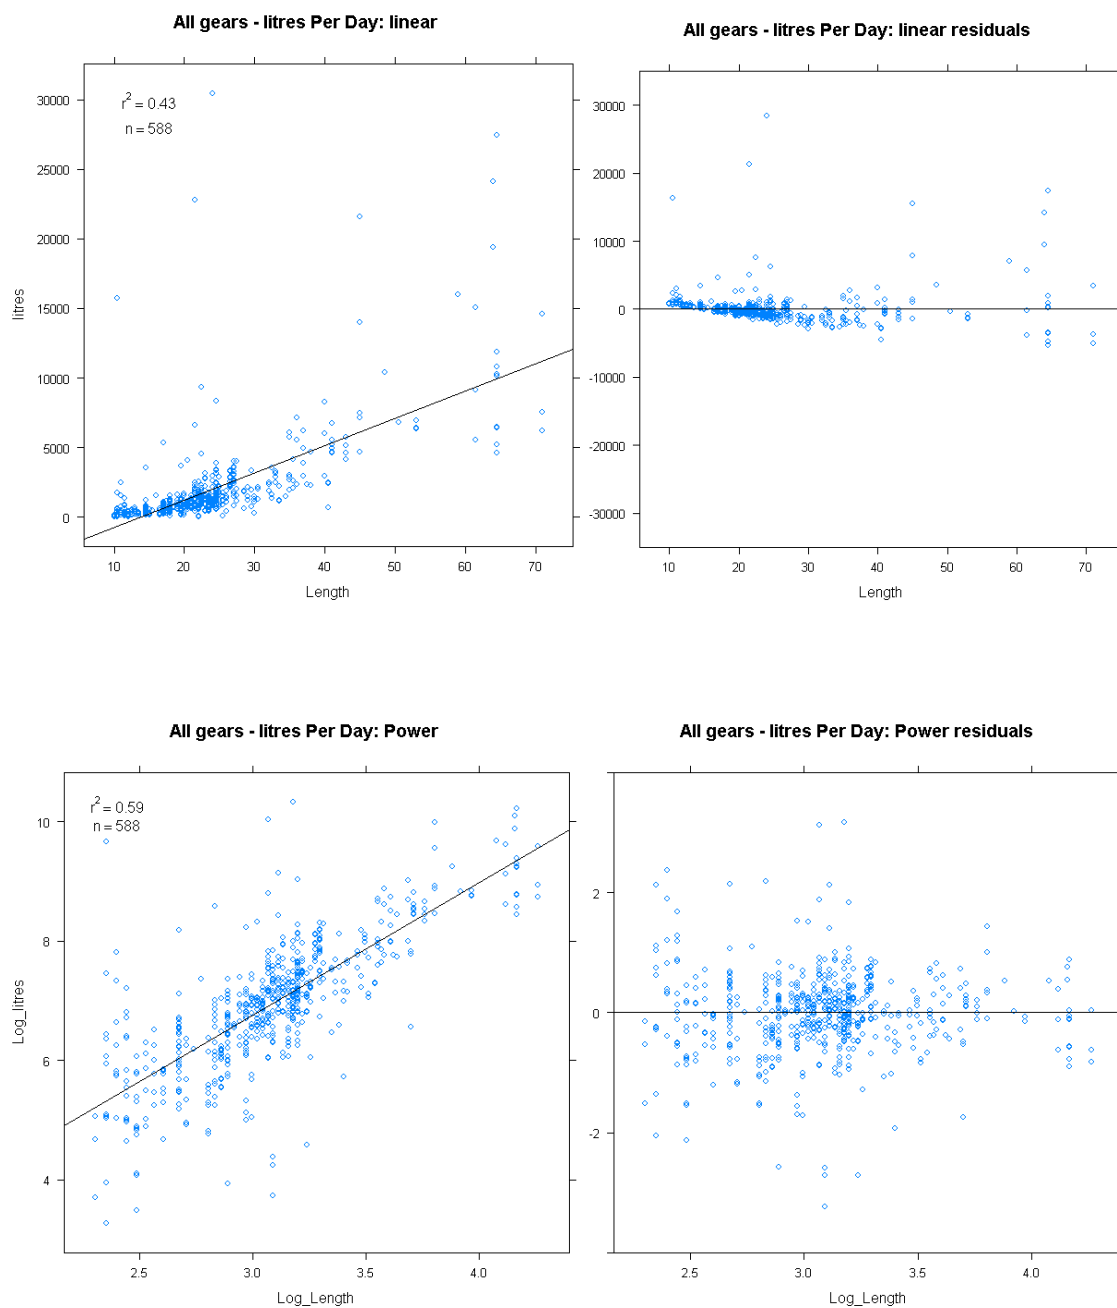 All gears - litres Per Day: linear
r² = 0.43
n = 588
litres
30000
25000
20000
15000
10000
5000
0
10 20 30 40 50 60 70
Length
All gears - litres Per Day: linear residuals
30000
20000
10000
0
-10000
-20000
-30000
10 20 30 40 50 60 70
Length
All gears - litres Per Day: Power
r² = 0.59
n = 588
Log_litres
10
8
6
4
2.5 3.0 3.5 4.0
Log_Length
All gears - litres Per Day: Power residuals
2
0
-2
2.5 3.0 3.5 4.0
Log_Length